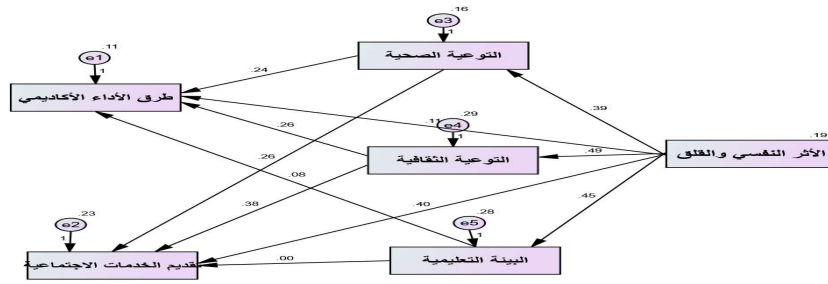 .16
e3
1
التوعية الصحية
.11
e1
1
طرق الأداء الأكاديمي
.24
.39
.29
.11
e4
1
.19
الأثر النفسي والقلق
.26
التوعية الثقافية
.49
.26
.08
.45
.40
.38
.23
e2
1
.28
e5
1
البيئة التعليمية
تقديم الخدمات الاجتماعية
.00